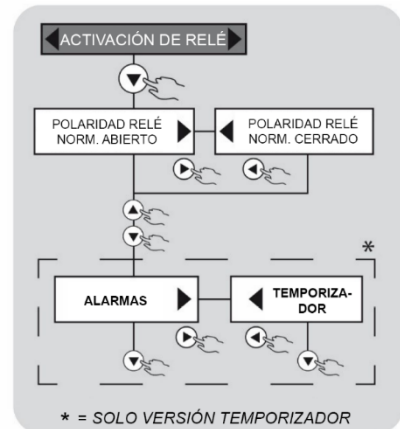 ACTIVACIÓN DE RELÉ
POLARIDAD RELÉ
NORM. ABIERTO
POLARIDAD RELÉ
NORM. CERRADO
*
ALARMAS
TEMPORIZA-
DOR
* = SOLO VERSIÓN TEMPORIZADOR